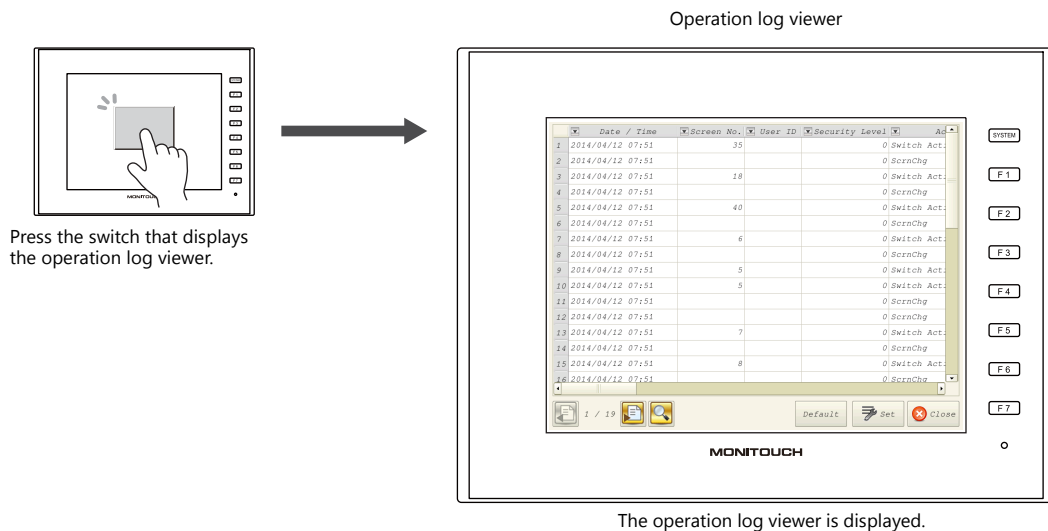 Operation log viewer
MONITOUCH
Press the switch that displays
the operation log viewer.
Date / Time Screen No. User ID Security Level Ac
1 2014/04/12 07:51 35 0 Switch Acti
2 2014/04/12 07:51 0 ScrnChg
3 2014/04/12 07:51 18 0 Switch Acti
4 2014/04/12 07:51 0 ScrnChg
5 2014/04/12 07:51 40 0 Switch Acti
6 2014/04/12 07:51 0 ScrnChg
7 2014/04/12 07:51 6 0 Switch Acti
8 2014/04/12 07:51 0 ScrnChg
9 2014/04/12 07:51 5 0 Switch Acti
10 2014/04/12 07:51 5 0 Switch Acti
11 2014/04/12 07:51 0 ScrnChg
12 2014/04/12 07:51 0 ScrnChg
13 2014/04/12 07:51 7 0 Switch Acti
14 2014/04/12 07:51 0 ScrnChg
15 2014/04/12 07:51 8 0 Switch Acti
16 2014/04/12 07:51 0 ScrnChg
1 / 19 Default Set Close
SYSTEM
F1
F2
F3
F4
F5
F6
F7
MONITOUCH
The operation log viewer is displayed.